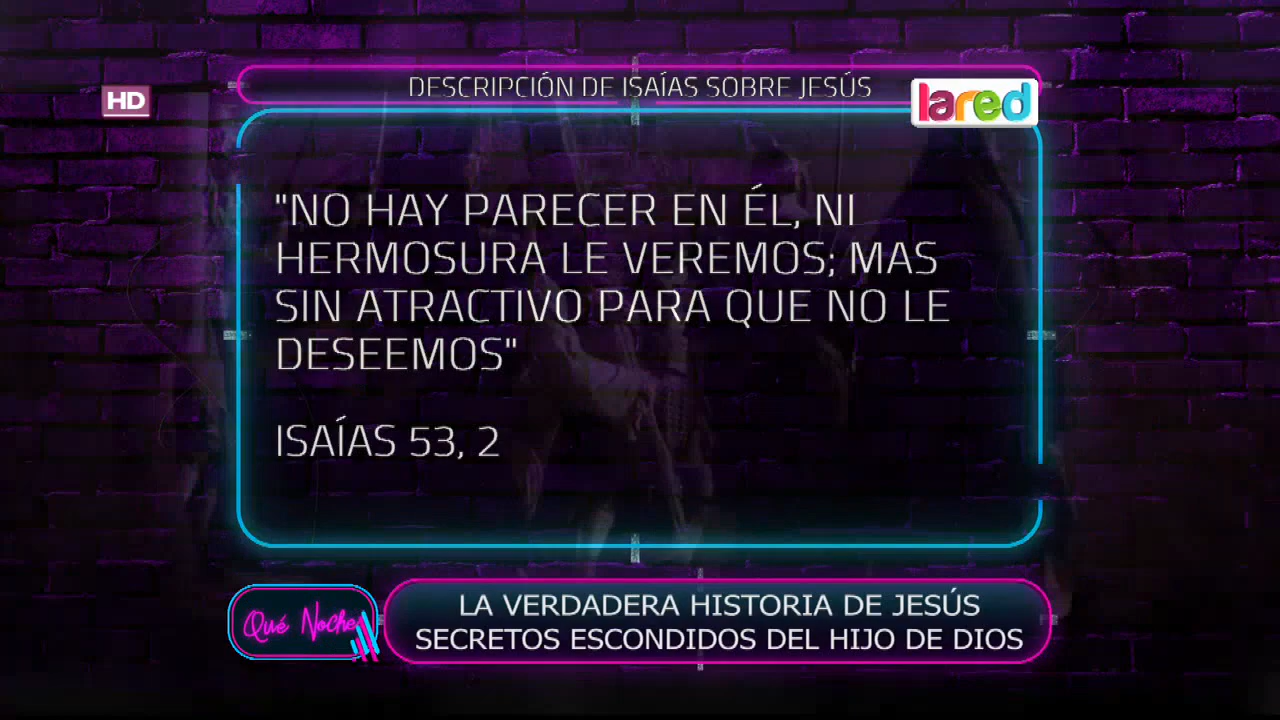 DESCRIPCIÓN DE ISAÍAS SOBRE JESÚS
HD
lared
"NO HAY PARECER EN ÉL, NI
HERMOSURA LE VEREMOS; MAS
SIN ATRACTIVO PARA QUE NO LE
DESEEMOS"
ISAÍAS 53, 2
Qué Noche
LA VERDADERA HISTORIA DE JESÚS
SECRETOS ESCONDIDOS DEL HIJO DE DIOS